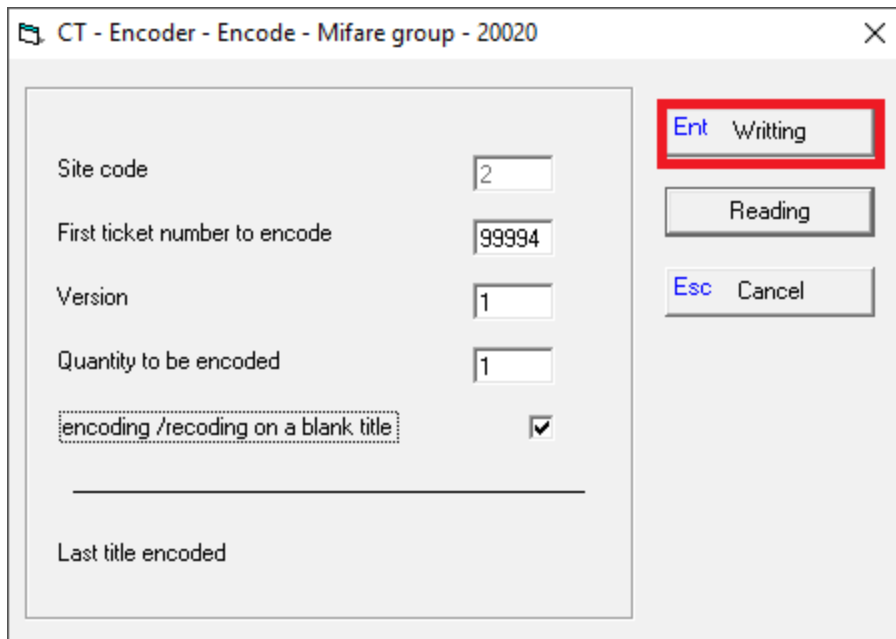 CT - Encoder - Encode - Mifare group - 20020
Site code 2
First ticket number to encode 99994
Version 1
Quantity to be encoded 1
encoding /recoding on a blank title
Last title encoded
Ent Writting
Reading
Esc Cancel